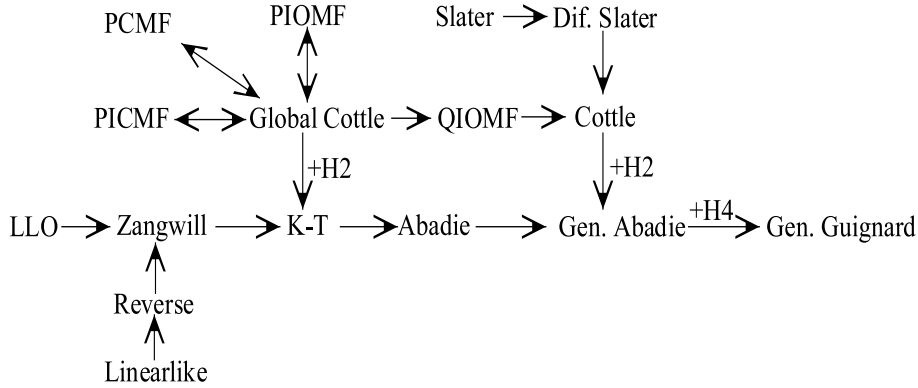 PCMF PIOMF Slater Dif. Slater
PICMF Global Cottle QIOMF Cottle
+H2 +H2
LLO Zangwill K-T Abadie Gen. Abadie +H4 Gen. Guignard
Reverse
Linearlike